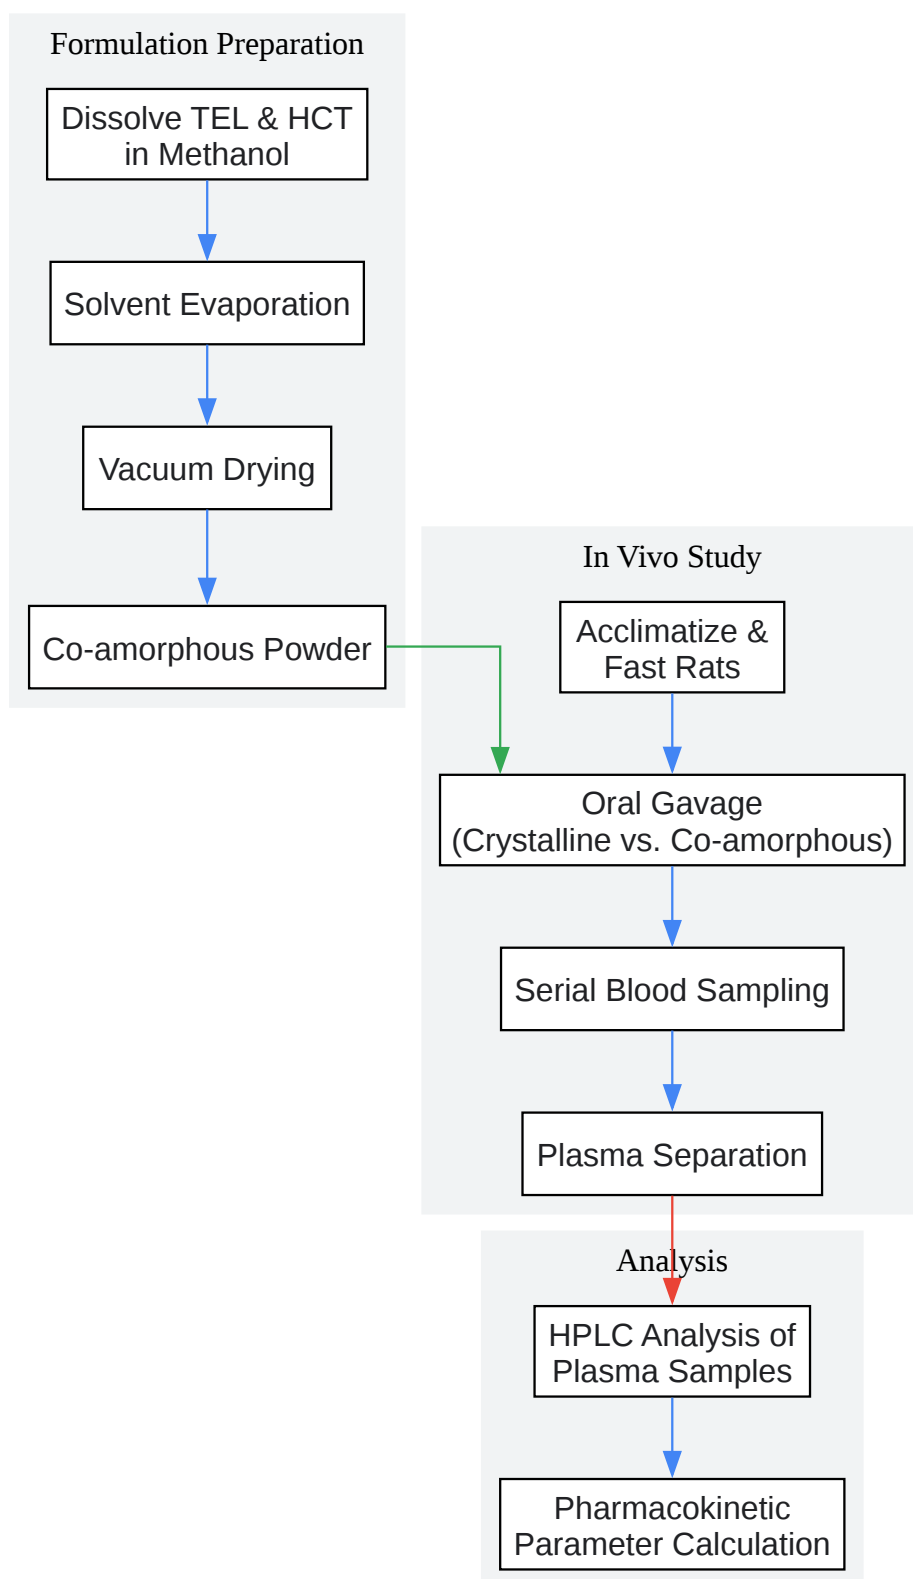 Formulation Preparation
Dissolve TEL & HCT
in Methanol
Solvent Evaporation
Vacuum Drying
Co-amorphous Powder
In Vivo Study
Acclimatize &
Fast Rats
Oral Gavage
(Crystalline vs. Co-amorphous)
Serial Blood Sampling
Plasma Separation
Analysis
HPLC Analysis of
Plasma Samples
Pharmacokinetic
Parameter Calculation